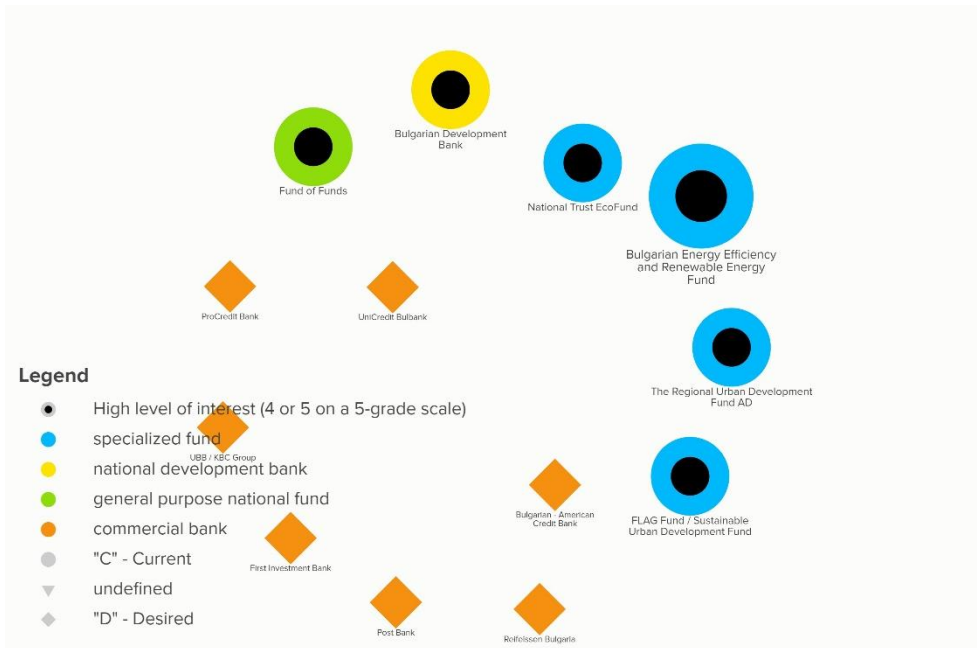 Bulgarian Development
Bank
Fund of Funds
National Trust EcoFund
Bulgarian Energy Efficiency
and Renewable Energy
Fund
ProCredit Bank
UniCredit Bulbank
Legend
The Regional Urban Development
Fund AD
High level of interest (4 or 5 on a 5-grade scale)
specialized fund
UBB / KBC Group
national development bank
general purpose national fund
Bulgarian - American
Credit Bank
FLAG Fund / Sustainable
Urban Development Fund
commercial bank
"C" - Current
First Investment Bank
undefined
"D" - Desired
Post Bank
Reifeissen Bulgaria